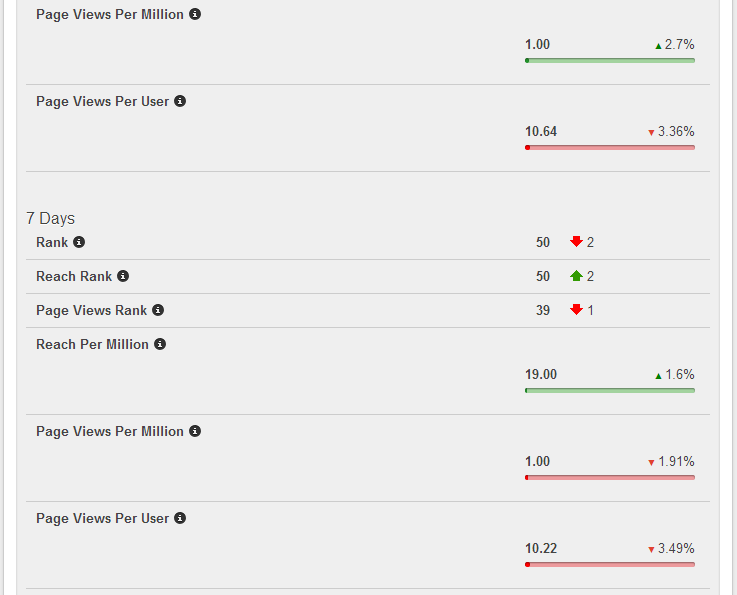 Page Views Per Million
1.00 ▲ 2.7%
Page Views Per User
10.64 ▼ 3.36%
7 Days
Rank 50 2
Reach Rank 50 2
Page Views Rank 39 1
Reach Per Million
19.00 ▲ 1.6%
Page Views Per Million
1.00 ▼ 1.91%
Page Views Per User
10.22 ▼ 3.49%